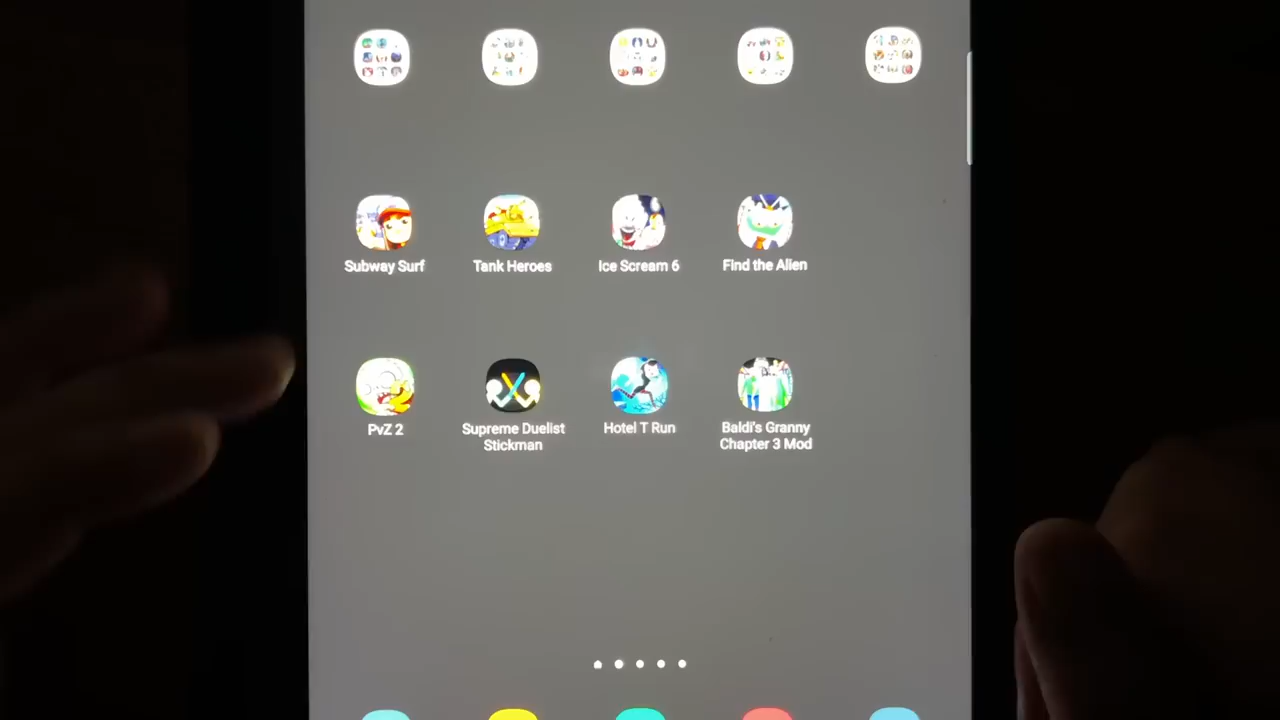 Subway Surf
Tank Heroes
Ice Scream 6
Find the Alien
PvZ 2
Supreme Duelist
Stickman
Hotel T Run
Baldi's Granny
Chapter 3 Mod